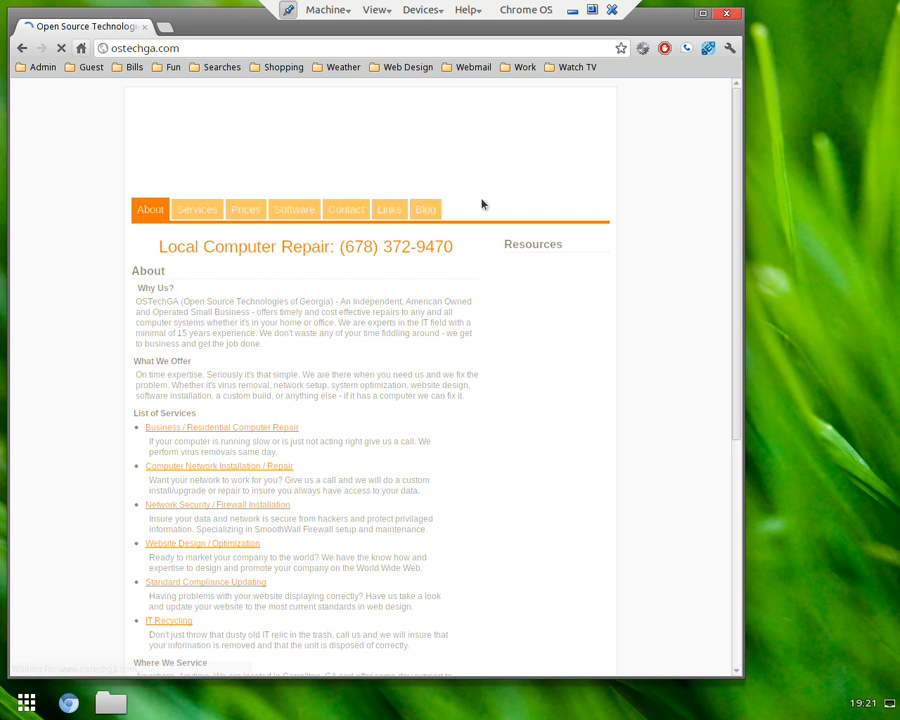 Machine View Devices Help Chrome OS
Open Source Technologi
ostechga.com
Admin Guest Bills Fun Searches Shopping Weather Web Design Webmail Work Watch TV
About Services Prices Software Contact Links Blog
Local Computer Repair: (678) 372-9470
Resources
About
Why Us?
OSTechGA (Open Source Technologies of Georgia) - An Independent, American Owned
and Operated Small Business - offers timely and cost effective repairs to any and all
computer systems whether it's in your home or office. We are experts in the IT field with a
minimal of 15 years experience. We don't waste any of your time fiddling around - we get
to business and get the job done.
What We Offer
On time expertise. Seriously it's that simple. We are there when you need us and we fix the
problem. Whether it's virus removal, network setup, system optimization, website design,
software installation, a custom build, or anything else - if it has a computer we can fix it.
List of Services
Business / Residential Computer Repair
If your computer is running slow or is just not acting right give us a call. We
perform virus removals same day.
Computer Network Installation / Repair
Want your network to work for you? Give us a call and we will do a custom
install/upgrade or repair to insure you always have access to your data.
Network Security / Firewall Installation
Insure your data and network is secure from hackers and protect privilaged
information. Specializing in SmoothWall Firewall setup and maintenance.
Website Design / Optimization
Ready to market your company to the world? We have the know how and
expertise to design and promote your company on the World Wide Web.
Standard Compliance Updating
Having problems with your website displaying correctly? Have us take a look
and update your website to the most current standards in web design.
IT Recycling
Don't just throw that dusty old IT relic in the trash, call us and we will insure that
your information is removed and that the unit is disposed of correctly.
Where We Service
Waiting for www.ostechga.com
19:21